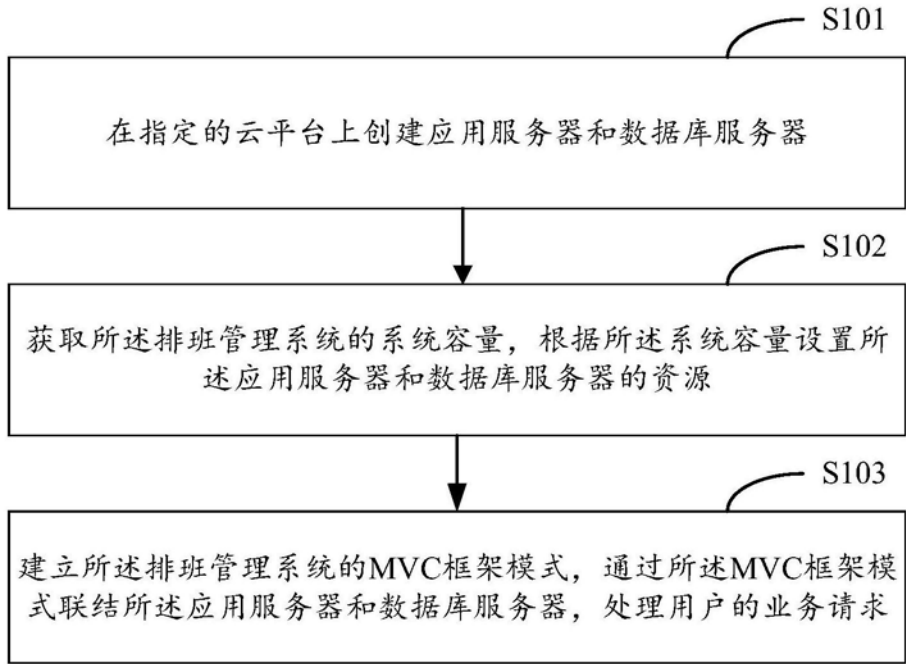 S101
在指定的云平台上创建应用服务器和数据库服务器
S102
获取所述排班管理系统的系统容量，根据所述系统容量设置所
述应用服务器和数据库服务器的资源
S103
建立所述排班管理系统的MVC框架模式，通过所述MVC框架模
式联结所述应用服务器和数据库服务器，处理用户的业务请求